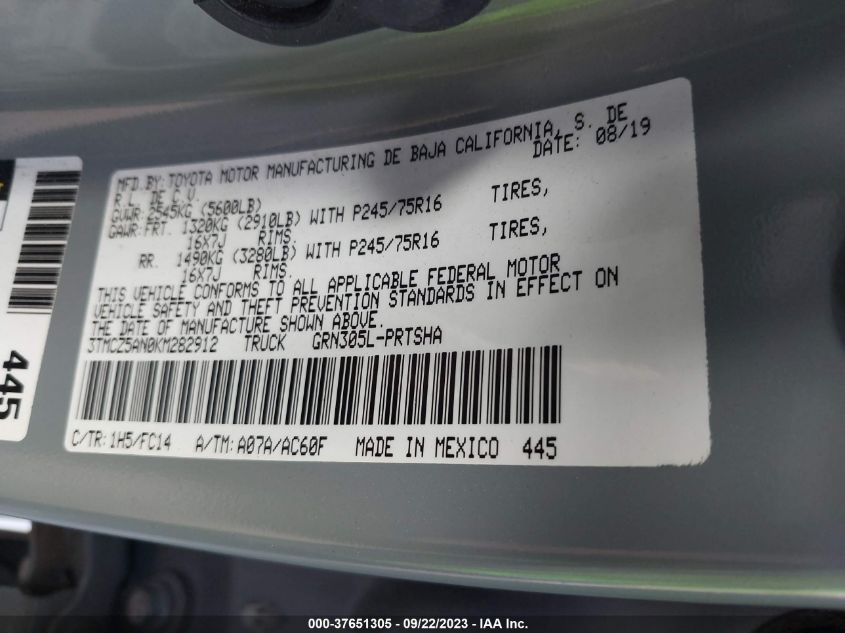 MFD.BY: TOYOTA MOTOR MANUFACTURING DE BAJA CALIFORNIA, S. DE
R.L. DE C.V. DATE: 08/19
GVWR: 2545KG (5600LB)
GAWR: FRT. 1320KG (2910LB) WITH P245/75R16 TIRES,
16X7J RIMS.
RR. 1490KG (3280LB) WITH P245/75R16 TIRES,
16X7J RIMS.
THIS VEHICLE CONFORMS TO ALL APPLICABLE FEDERAL MOTOR
VEHICLE SAFETY AND THEFT PREVENTION STANDARDS IN EFFECT ON
THE DATE OF MANUFACTURE SHOWN ABOVE.
3TMCZ5AN0KM282912 TRUCK GRN305L-PRTSHA
C/TR: 1H5/FC14 A/TM: A07A/AC60F MADE IN MEXICO 445
445
000-37651305 - 09/22/2023 - IAA Inc.